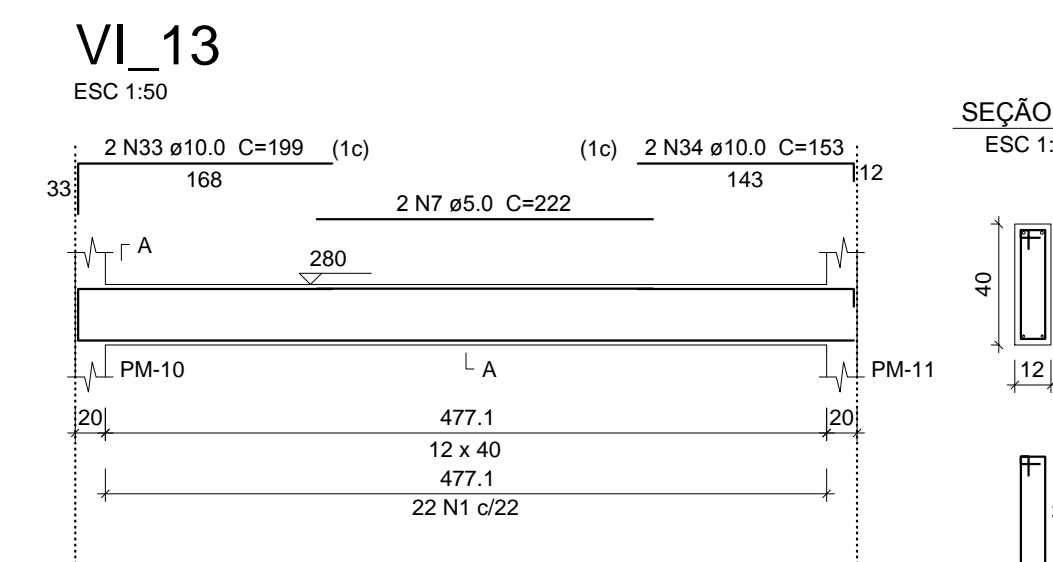 VI_13
ESC 1:50
SEÇÃO
ESC 1:
2 N33 ø10.0 C=199 (1c)
(1c) 2 N34 ø10.0 C=153
33
168
143
12
2 N7 ø5.0 C=222
A
280
40
PM-10
A
PM-11
12
20
477.1
20
12 x 40
477.1
22 N1 c/22